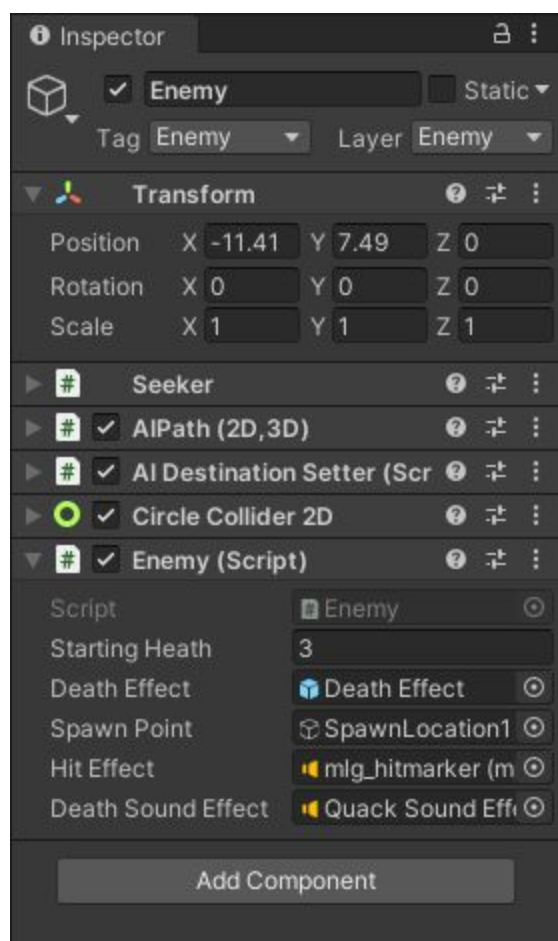 Inspector
Enemy Static
Tag Enemy Layer Enemy
Transform
Position X -11.41 Y 7.49 Z 0
Rotation X 0 Y 0 Z 0
Scale X 1 Y 1 Z 1
# Seeker
# AIPath (2D,3D)
# AI Destination Setter (Scr
Circle Collider 2D
# Enemy (Script)
Script # Enemy
Starting Heath 3
Death Effect Death Effect
Spawn Point SpawnLocation1
Hit Effect mlg_hitmarker (m
Death Sound Effect Quack Sound Eff
Add Component